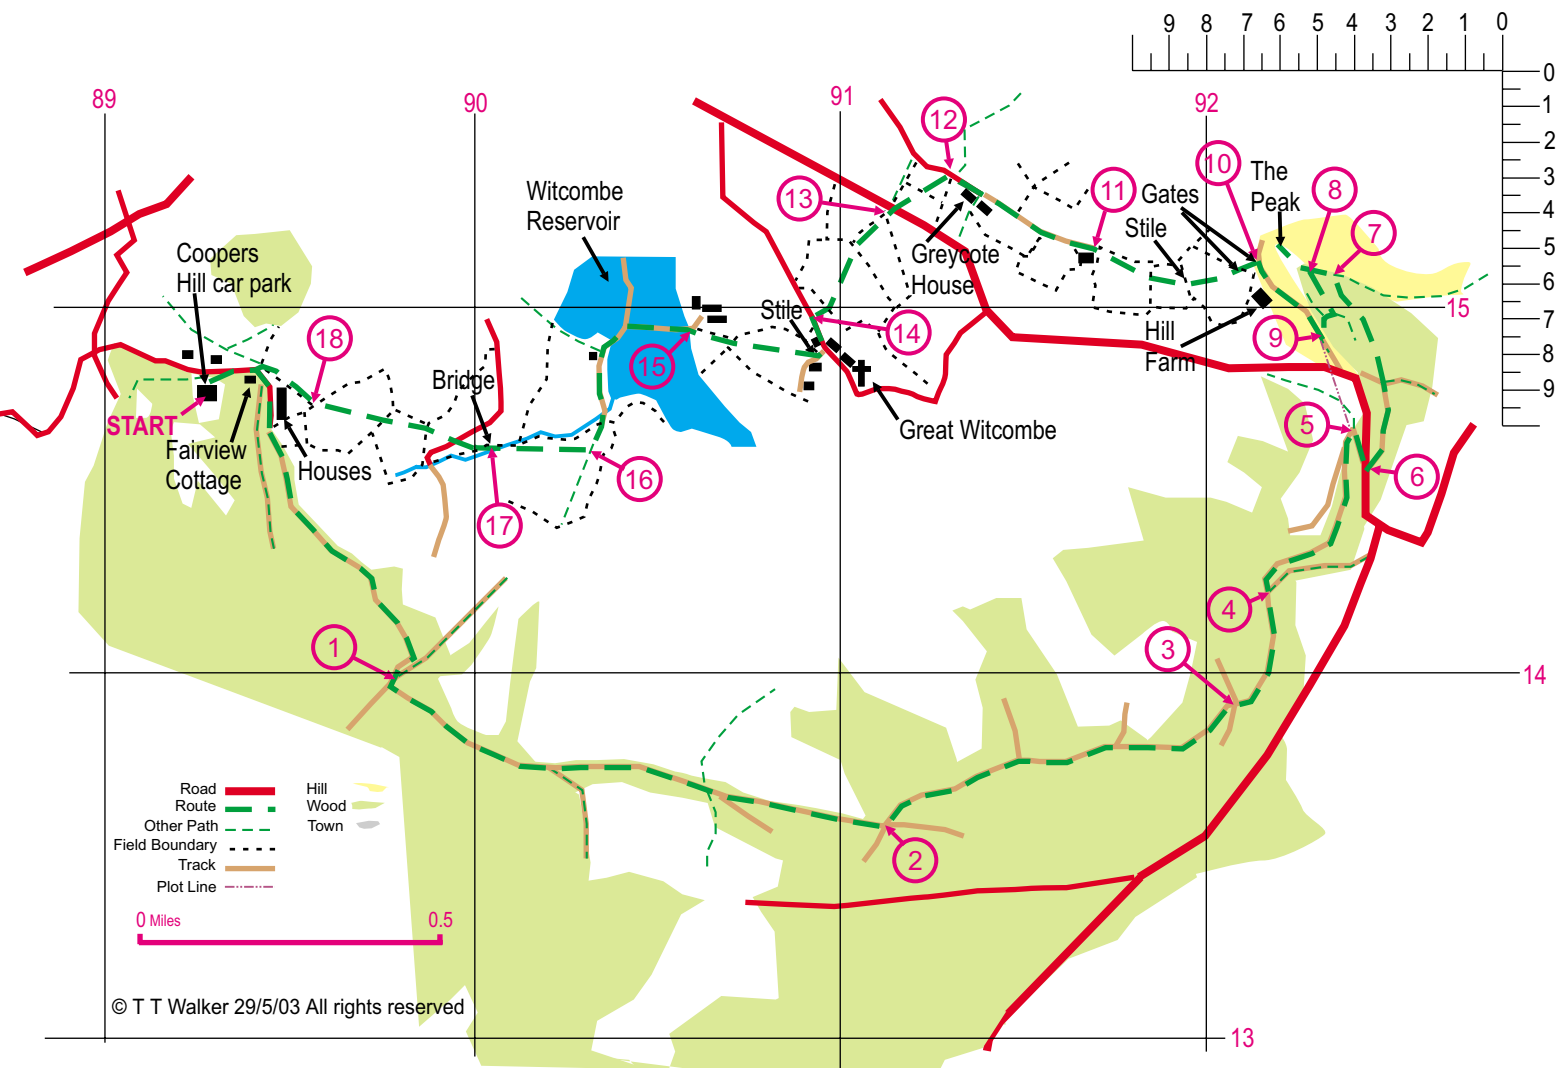 9 8 7 6 5 4 3 2 1 0
0
1
2
3
4
5
6
7
8
9
89
90
91
92
15
14
13
12
13
10
11
8
7
The
Peak
Gates
Stile
Witcombe
Reservoir
Coopers
Hill car park
Greycote
House
Stile
14
Hill
Farm
9
18
15
Bridge
START
Fairview
Cottage
Houses
Great Witcombe
5
6
16
17
4
3
1
2
Road
Route
Other Path
Field Boundary
Track
Plot Line
Hill
Wood
Town
0 Miles 0.5
© T T Walker 29/5/03 All rights reserved